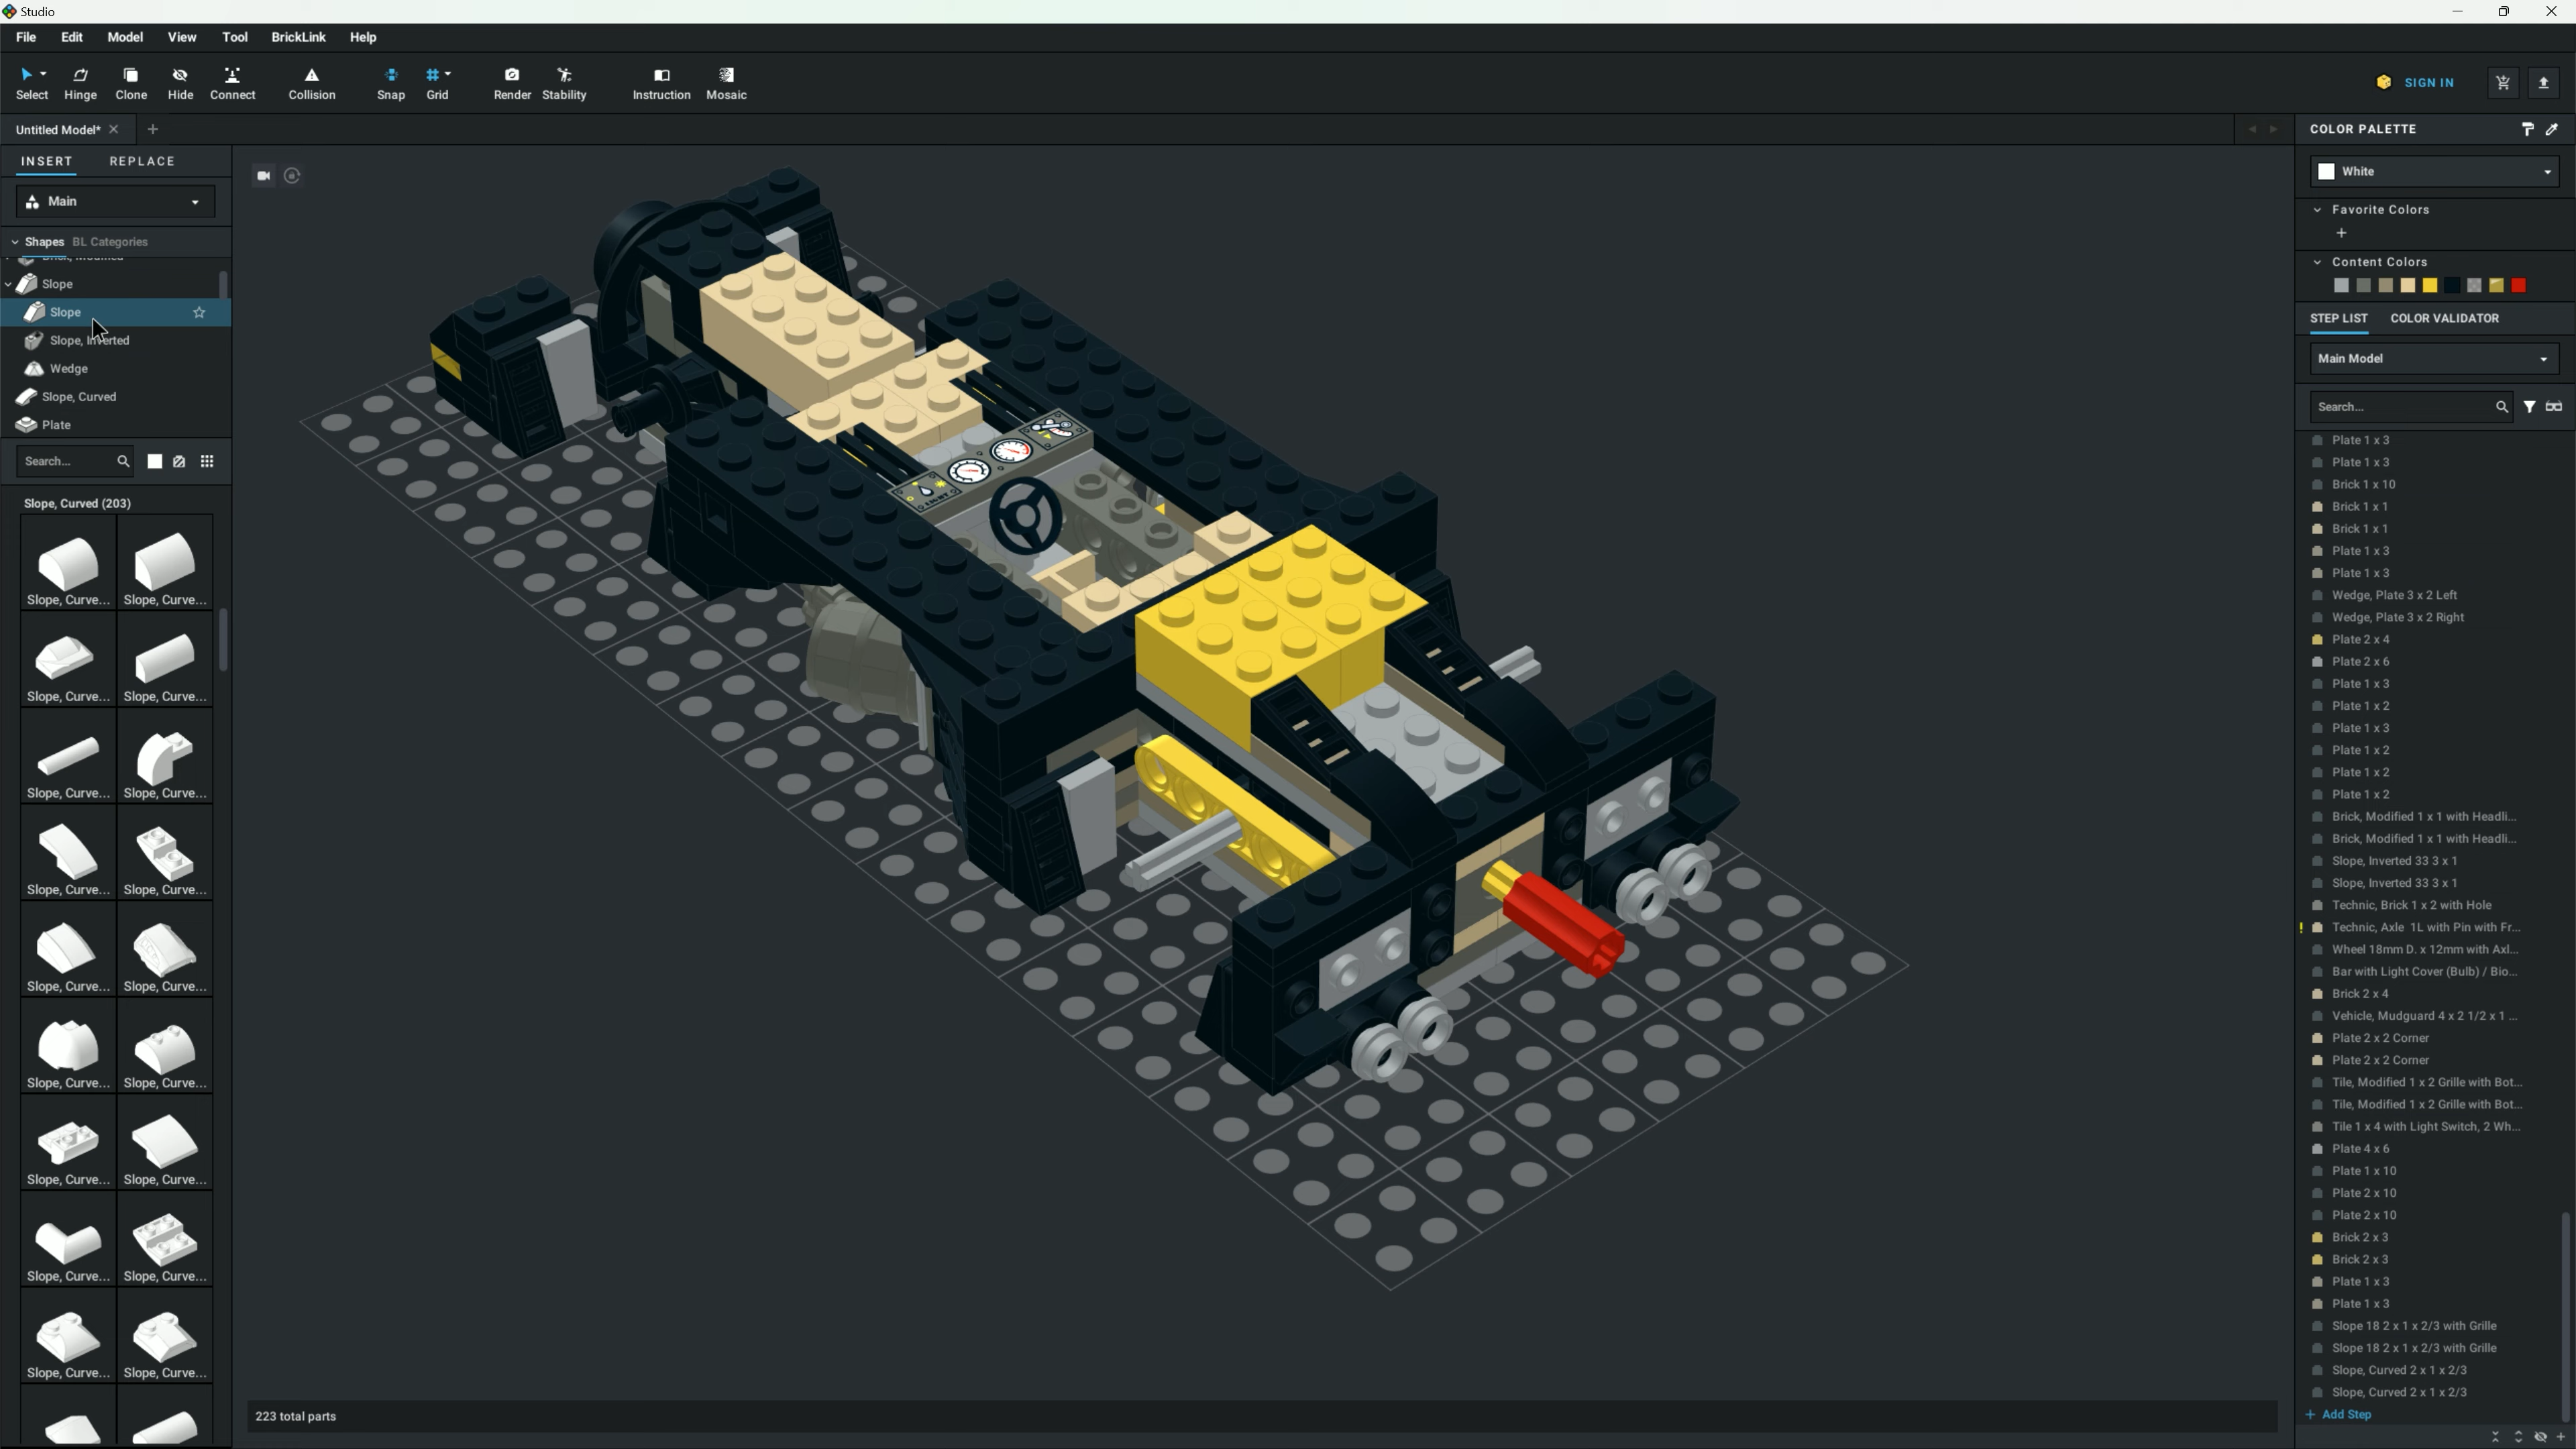 Studio
File Edit Model View Tool BrickLink Help
Select Hinge Clone Hide Connect Collision Snap Grid Render Stability Instruction Mosaic
SIGN IN
Untitled Model*
INSERT REPLACE
Main
Shapes BL Categories
Brick, Modified
Slope
Slope
Slope, Inverted
Wedge
Slope, Curved
Plate
Search...
Slope, Curved (203)
Slope, Curve... Slope, Curve...
Slope, Curve... Slope, Curve...
Slope, Curve... Slope, Curve...
Slope, Curve... Slope, Curve...
Slope, Curve... Slope, Curve...
Slope, Curve... Slope, Curve...
Slope, Curve... Slope, Curve...
Slope, Curve... Slope, Curve...
Slope, Curve... Slope, Curve...
LIGHT
223 total parts
COLOR PALETTE
White
Favorite Colors
Content Colors
STEP LIST COLOR VALIDATOR
Main Model
Search...
Plate 1 x 3
Plate 1 x 3
Brick 1 x 10
Brick 1 x 1
Brick 1 x 1
Plate 1 x 3
Plate 1 x 3
Wedge, Plate 3 x 2 Left
Wedge, Plate 3 x 2 Right
Plate 2 x 4
Plate 2 x 6
Plate 1 x 3
Plate 1 x 2
Plate 1 x 3
Plate 1 x 2
Plate 1 x 2
Plate 1 x 2
Brick, Modified 1 x 1 with Headli...
Brick, Modified 1 x 1 with Headli...
Slope, Inverted 33 3 x 1
Slope, Inverted 33 3 x 1
Technic, Brick 1 x 2 with Hole
! Technic, Axle 1L with Pin with Fr...
Wheel 18mm D. x 12mm with Axl...
Bar with Light Cover (Bulb) / Bio...
Brick 2 x 4
Vehicle, Mudguard 4 x 2 1/2 x 1 ...
Plate 2 x 2 Corner
Plate 2 x 2 Corner
Tile, Modified 1 x 2 Grille with Bot...
Tile, Modified 1 x 2 Grille with Bot...
Tile 1 x 4 with Light Switch, 2 Wh...
Plate 4 x 6
Plate 1 x 10
Plate 2 x 10
Plate 2 x 10
Brick 2 x 3
Brick 2 x 3
Plate 1 x 3
Plate 1 x 3
Slope 18 2 x 1 x 2/3 with Grille
Slope 18 2 x 1 x 2/3 with Grille
Slope, Curved 2 x 1 x 2/3
Slope, Curved 2 x 1 x 2/3
+ Add Step